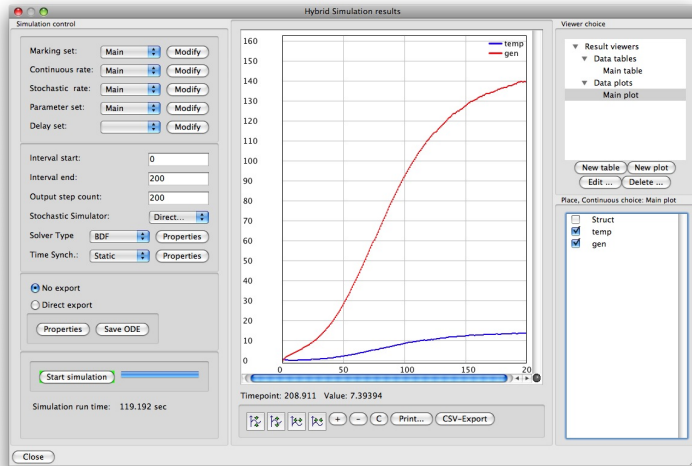 Hybrid Simulation results
Simulation control
Marking set: Main Modify
Continuous rate: Main Modify
Stochastic rate: Main Modify
Parameter set: Main Modify
Delay set: Modify
Interval start: 0
Interval end: 200
Output step count: 200
Stochastic Simulator: Direct...
Solver Type BDF Properties
Time Synch.: Static Properties
No export
Direct export
Properties Save ODE
Start simulation
Simulation run time: 119.192 sec
Close
160
150
140
130
120
110
100
90
80
70
60
50
40
30
20
10
0
temp
gen
0 50 100 150 20
Timepoint: 208.911 Value: 7.39394
+ - C Print... CSV-Export
Viewer choice
Result viewers
Data tables
Main table
Data plots
Main plot
New table New plot
Edit ... Delete ...
Place, Continuous choice: Main plot
Struct
temp
gen